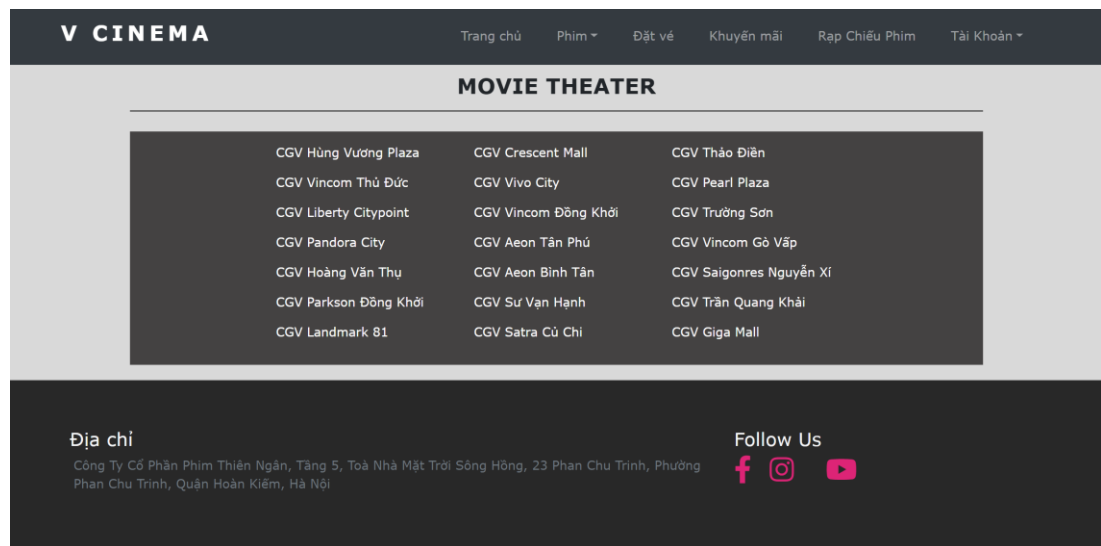 V CINEMA
Trang chủ Phim Đặt vé Khuyến mãi Rạp Chiếu Phim Tài Khoản
MOVIE THEATER
CGV Hùng Vương Plaza CGV Crescent Mall CGV Thảo Điền
CGV Vincom Thủ Đức CGV Vivo City CGV Pearl Plaza
CGV Liberty Citypoint CGV Vincom Đồng Khởi CGV Trường Sơn
CGV Pandora City CGV Aeon Tân Phú CGV Vincom Gò Vấp
CGV Hoàng Văn Thụ CGV Aeon Bình Tân CGV Saigonres Nguyễn Xí
CGV Parkson Đồng Khởi CGV Sư Vạn Hạnh CGV Trần Quang Khải
CGV Landmark 81 CGV Satra Củ Chi CGV Giga Mall
Địa chỉ
Công Ty Cổ Phần Phim Thiên Ngân, Tầng 5, Toà Nhà Mặt Trời Sông Hồng, 23 Phan Chu Trinh, Phường
Phan Chu Trinh, Quận Hoàn Kiếm, Hà Nội
Follow Us